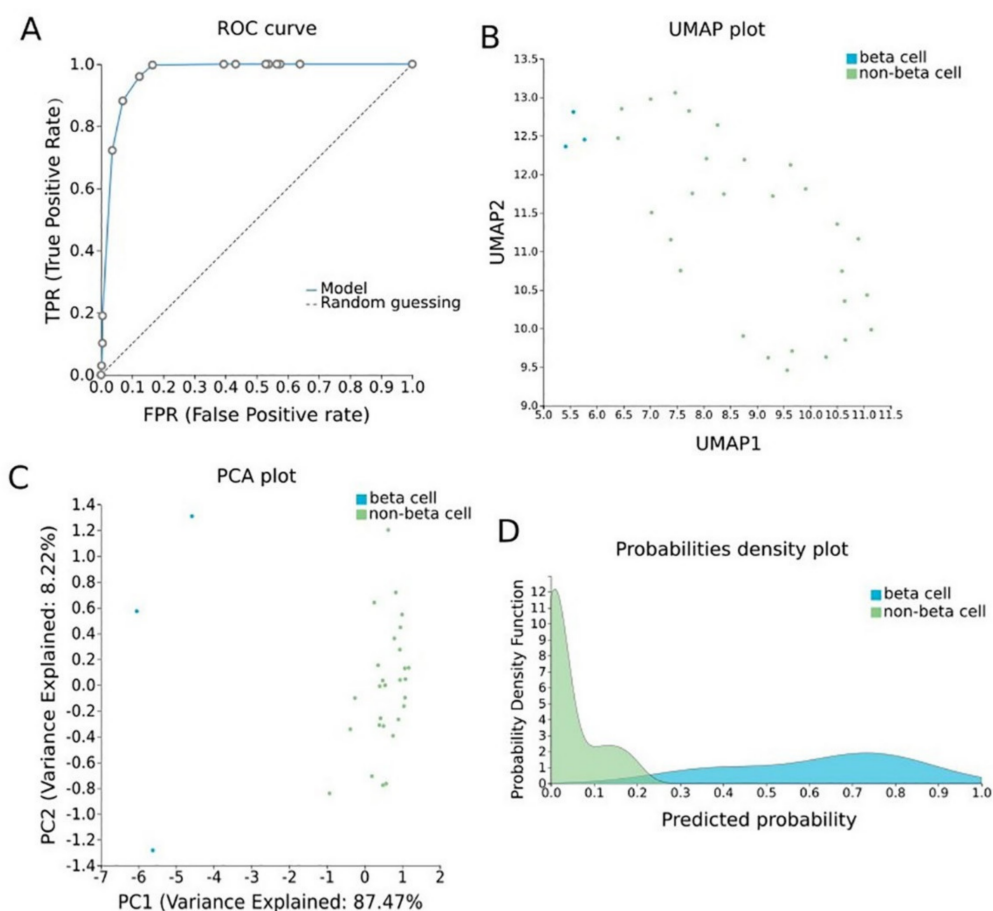 A
ROC curve
TPR (True Positive Rate)
1.0
0.8
0.6
0.4
0.2
0.0
Model
Random guessing
0.0 0.1 0.2 0.3 0.4 0.5 0.6 0.7 0.8 0.9 1.0
FPR (False Positive rate)
B
UMAP plot
beta cell
non-beta cell
UMAP2
13.5
13.0
12.5
12.0
11.5
11.0
10.5
10.0
9.5
9.0
5.0 5.5 6.0 6.5 7.0 7.5 8.0 8.5 9.0 9.5 10.0 10.5 11.0 11.5
UMAP1
C
PCA plot
beta cell
non-beta cell
PC2 (Variance Explained: 8.22%)
1.4
1.2
1.0
0.8
0.6
0.4
0.2
0.0
-0.2
-0.4
-0.6
-0.8
-1.0
-1.2
-1.4
-7 -6 -5 -4 -3 -2 -1 0 1 2
PC1 (Variance Explained: 87.47%
D
Probabilities density plot
beta cell
non-beta cell
Probability Density Function
12
11
10
9
8
7
6
5
4
3
2
1
0
0.0 0.1 0.2 0.3 0.4 0.5 0.6 0.7 0.8 0.9 1.0
Predicted probability